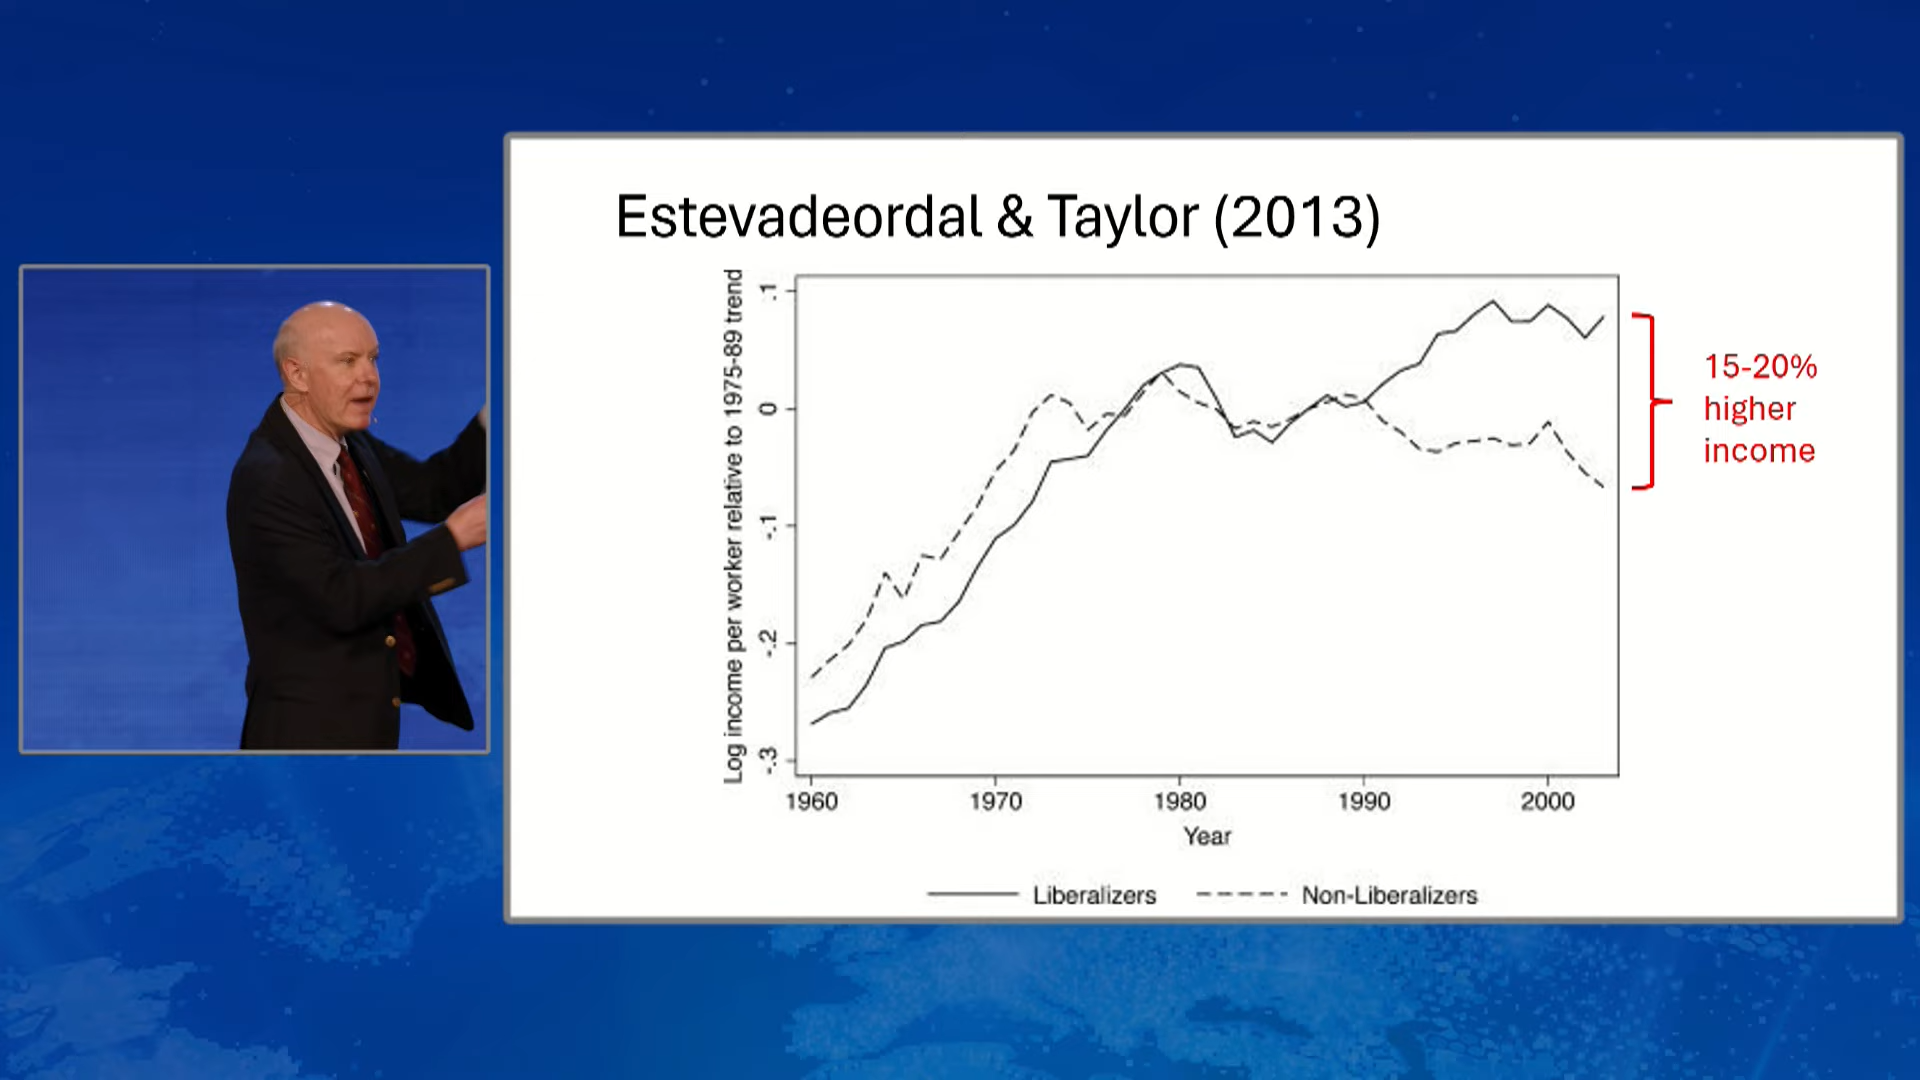 Estevadeordal & Taylor (2013)
Log income per worker relative to 1975-89 trend
.1
0
-.1
-.2
-.3
1960 1970 1980 1990 2000
Year
Liberalizers Non-Liberalizers
15-20%
higher
income